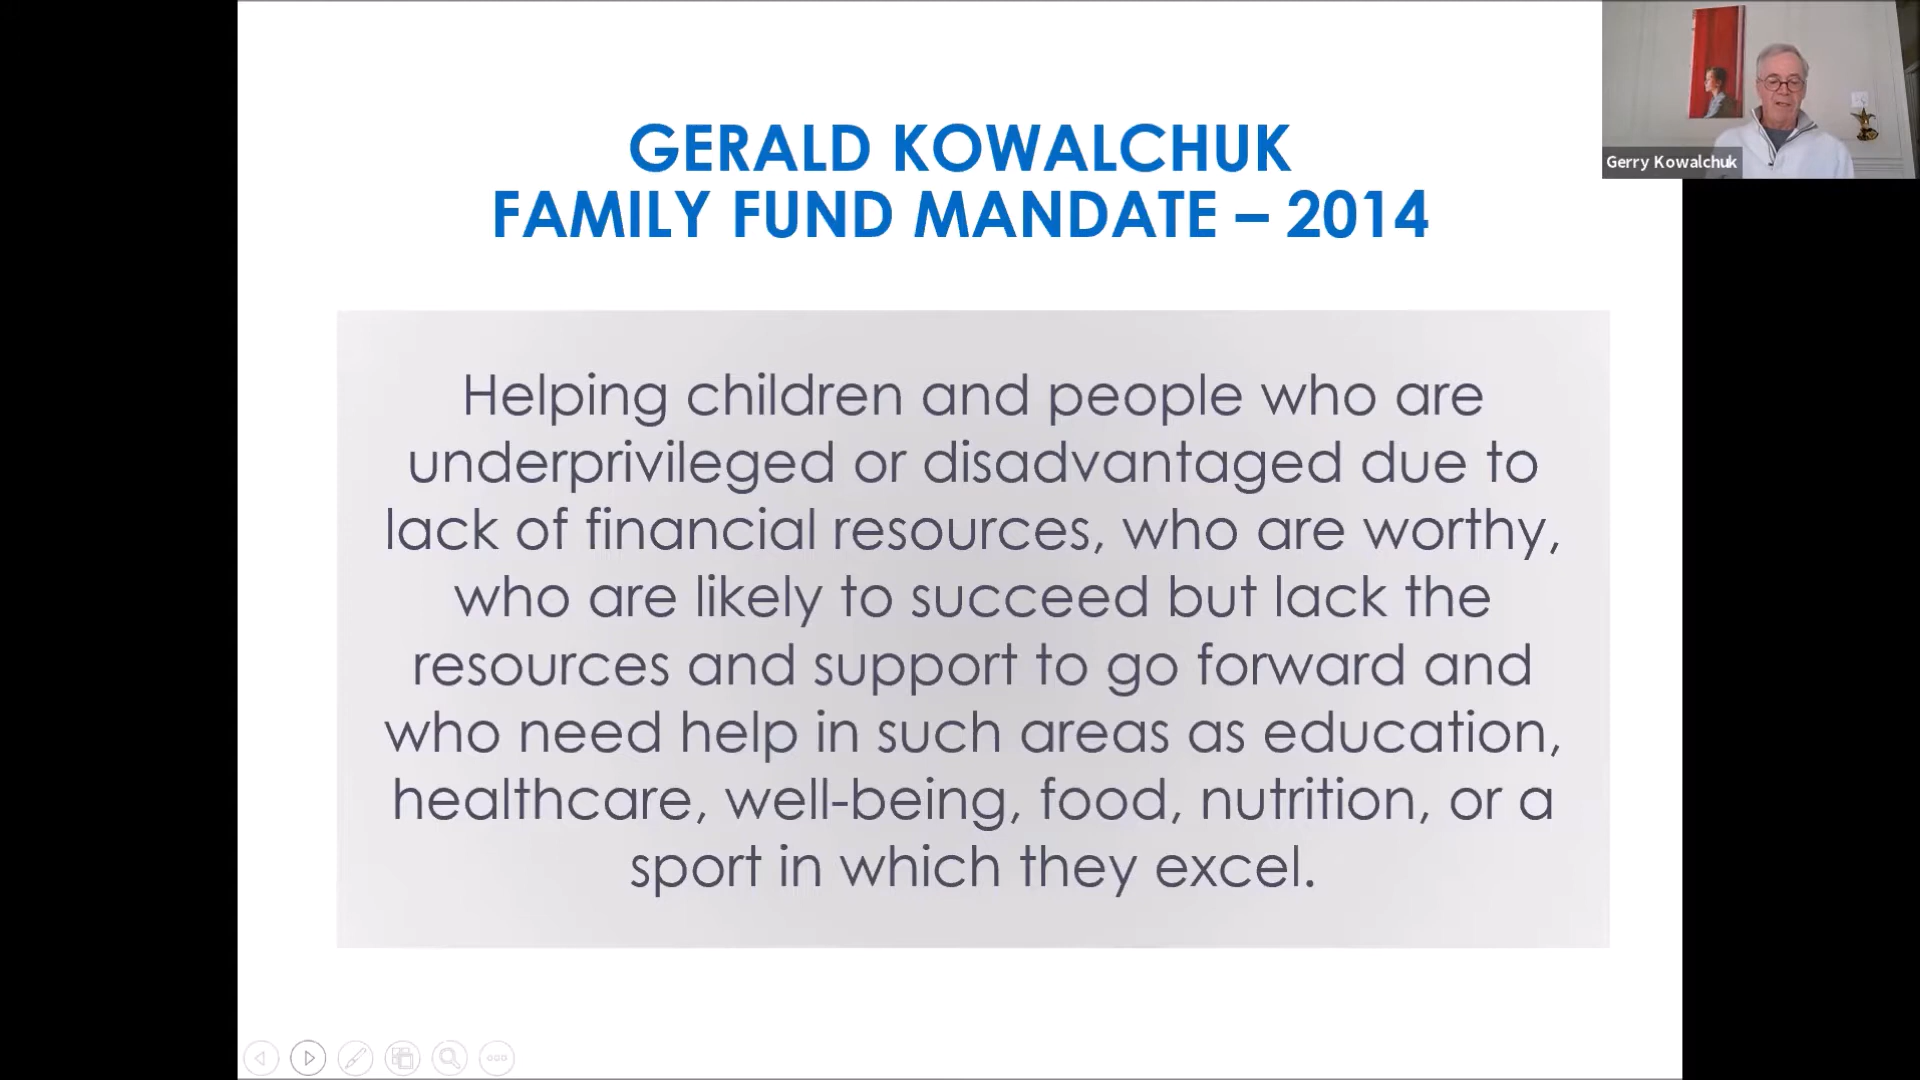 GERALD KOWALCHUK
FAMILY FUND MANDATE – 2014
Helping children and people who are
underprivileged or disadvantaged due to
lack of financial resources, who are worthy,
who are likely to succeed but lack the
resources and support to go forward and
who need help in such areas as education,
healthcare, well-being, food, nutrition, or a
sport in which they excel.
Gerry Kowalchuk